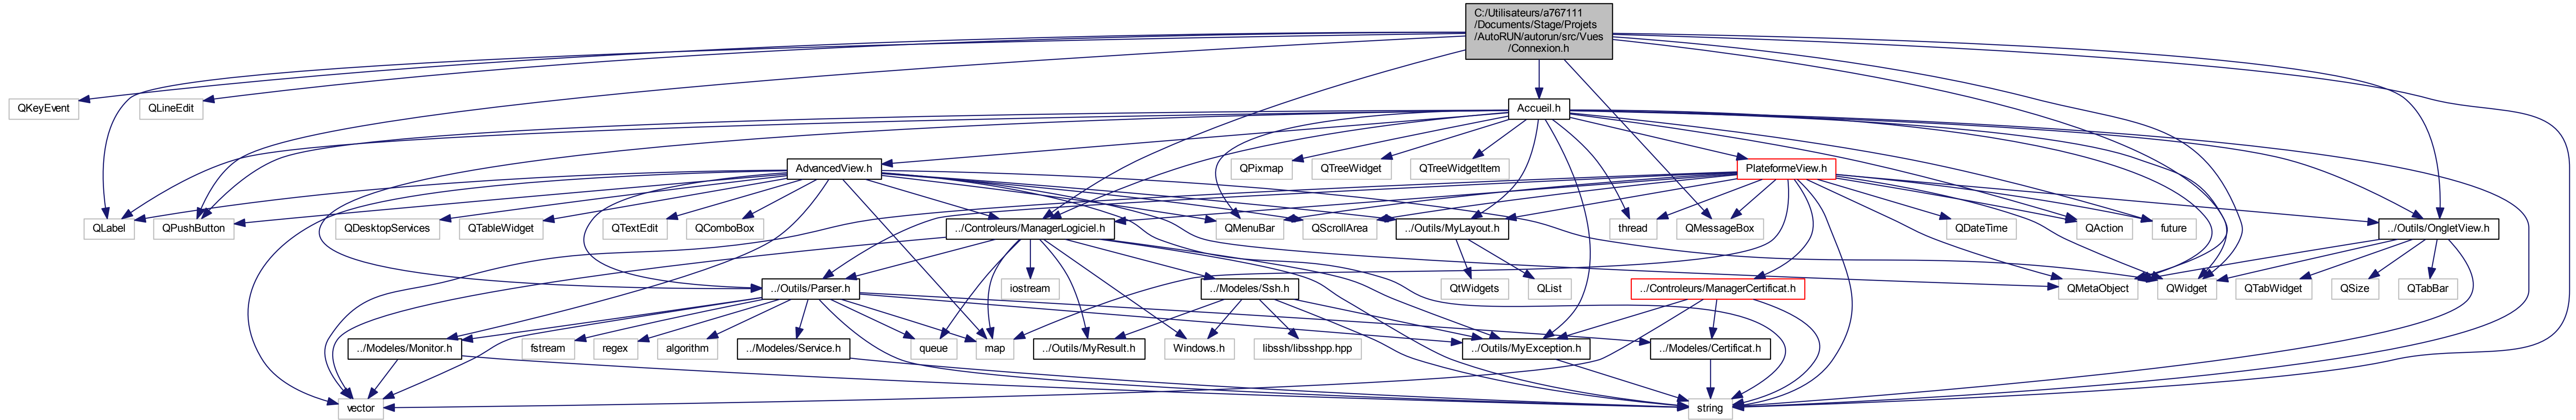 C:/Utilisateurs/a767111
/Documents/Stage/Projets
/AutoRUN/autorun/src/Vues
/Connexion.h
QKeyEvent
QLineEdit
Accueil.h
QPixmap
QTreeWidget
QTreeWidgetItem
AdvancedView.h
PlateformeView.h
QLabel
QPushButton
QDesktopServices
QTableWidget
QTextEdit
QComboBox
../Controleurs/ManagerLogiciel.h
QMenuBar
QScrollArea
../Outils/MyLayout.h
thread
QMessageBox
QDateTime
QAction
future
../Outils/OngletView.h
../Outils/Parser.h
iostream
../Modeles/Ssh.h
QtWidgets
QList
../Controleurs/ManagerCertificat.h
QMetaObject
QWidget
QTabWidget
QSize
QTabBar
../Modeles/Monitor.h
fstream
regex
algorithm
../Modeles/Service.h
queue
map
../Outils/MyResult.h
Windows.h
libssh/libsshpp.hpp
../Outils/MyException.h
../Modeles/Certificat.h
vector
string